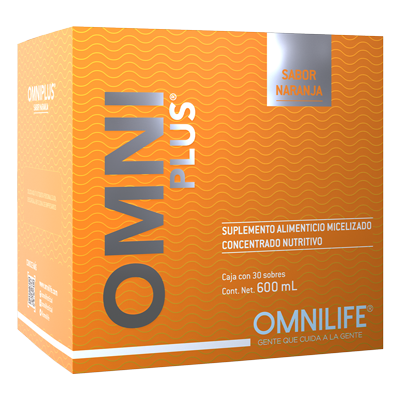 OMNIPLUS®
SABOR
NARANJA
OMNI
PLUS®
SUPLEMENTO ALIMENTICIO MICELIZADO
CONCENTRADO NUTRITIVO
Caja con 30 sobres
Cont. Net. 600 mL
OMNILIFE®
GENTE QUE CUIDA A LA GENTE